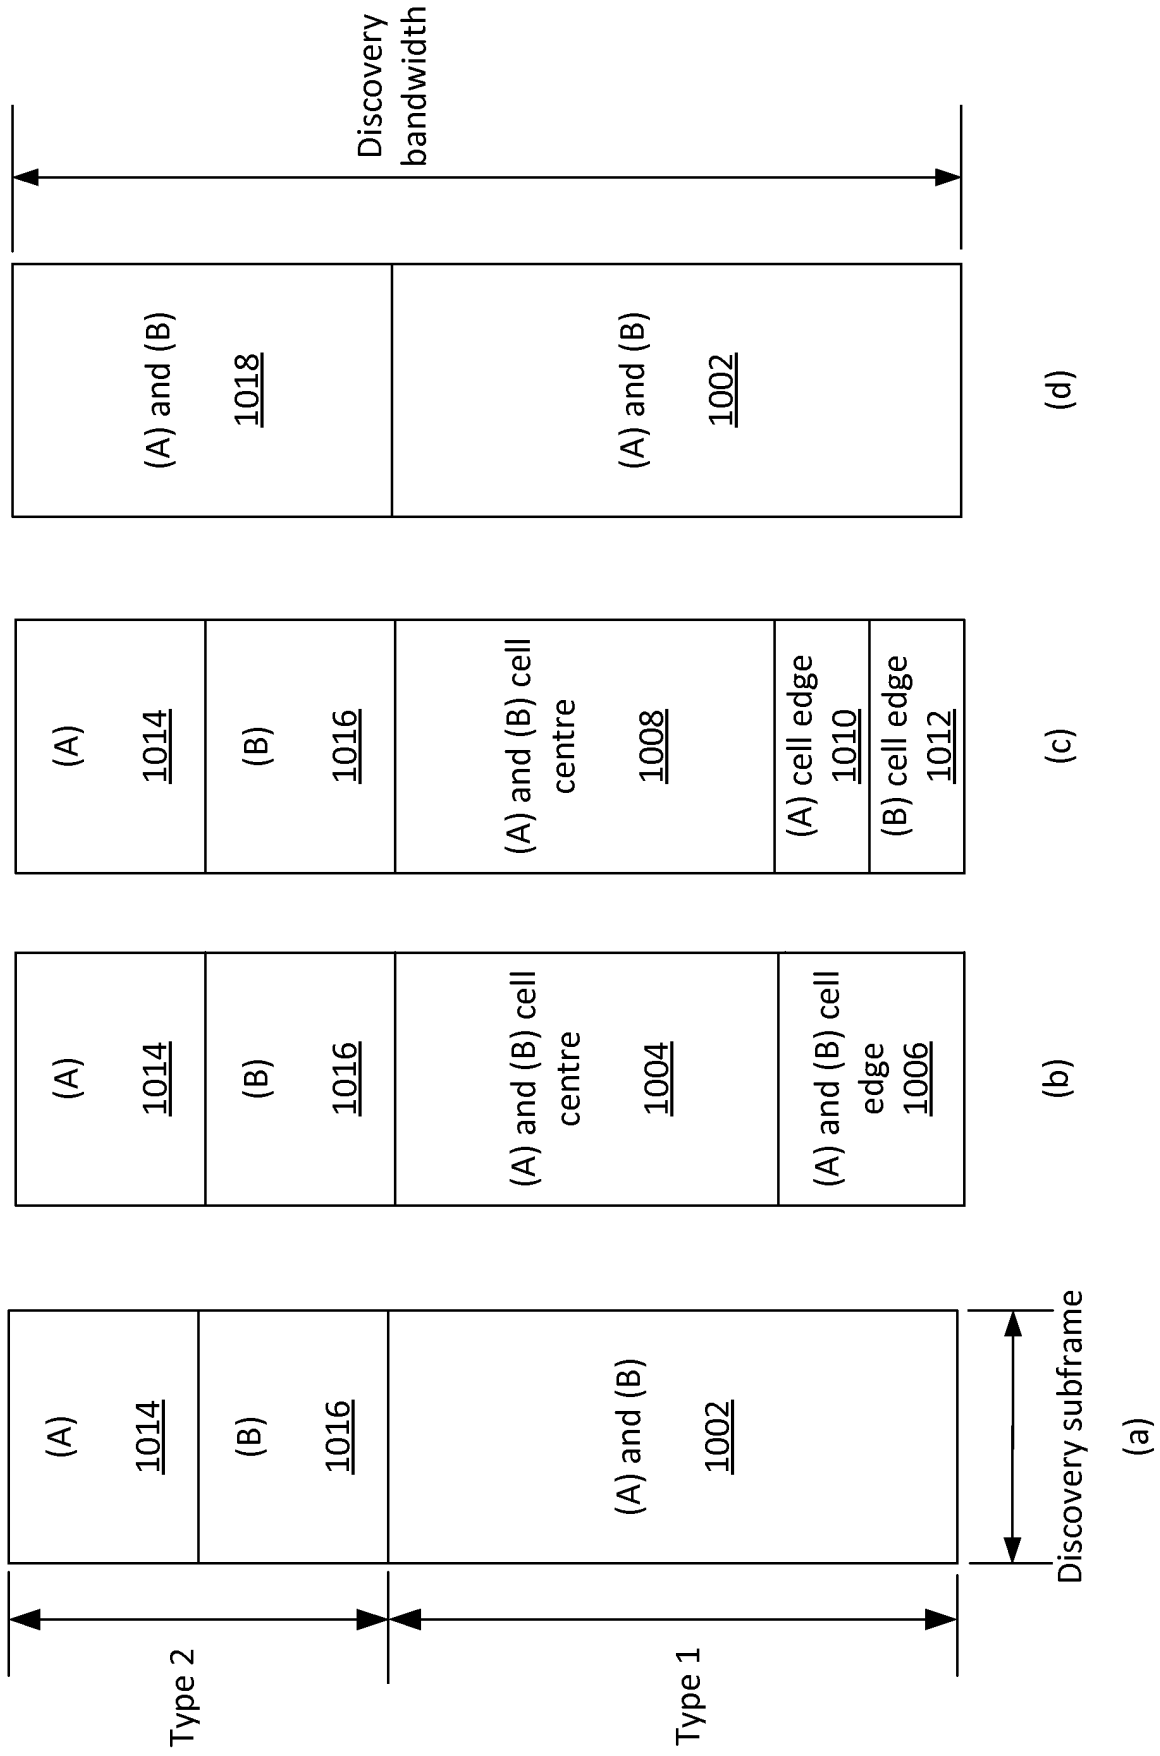 Type 2
Type 1
(A)
1014
(B)
1016
(A) and (B)
1002
Discovery subframe
(a)
(A)
1014
(B)
1016
(A) and (B) cell
centre
1004
(A) and (B) cell
edge
1006
(b)
(A)
1014
(B)
1016
(A) and (B) cell
centre
1008
(A) cell edge
1010
(B) cell edge
1012
(c)
(A) and (B)
1018
(A) and (B)
1002
(d)
Discovery
bandwidth